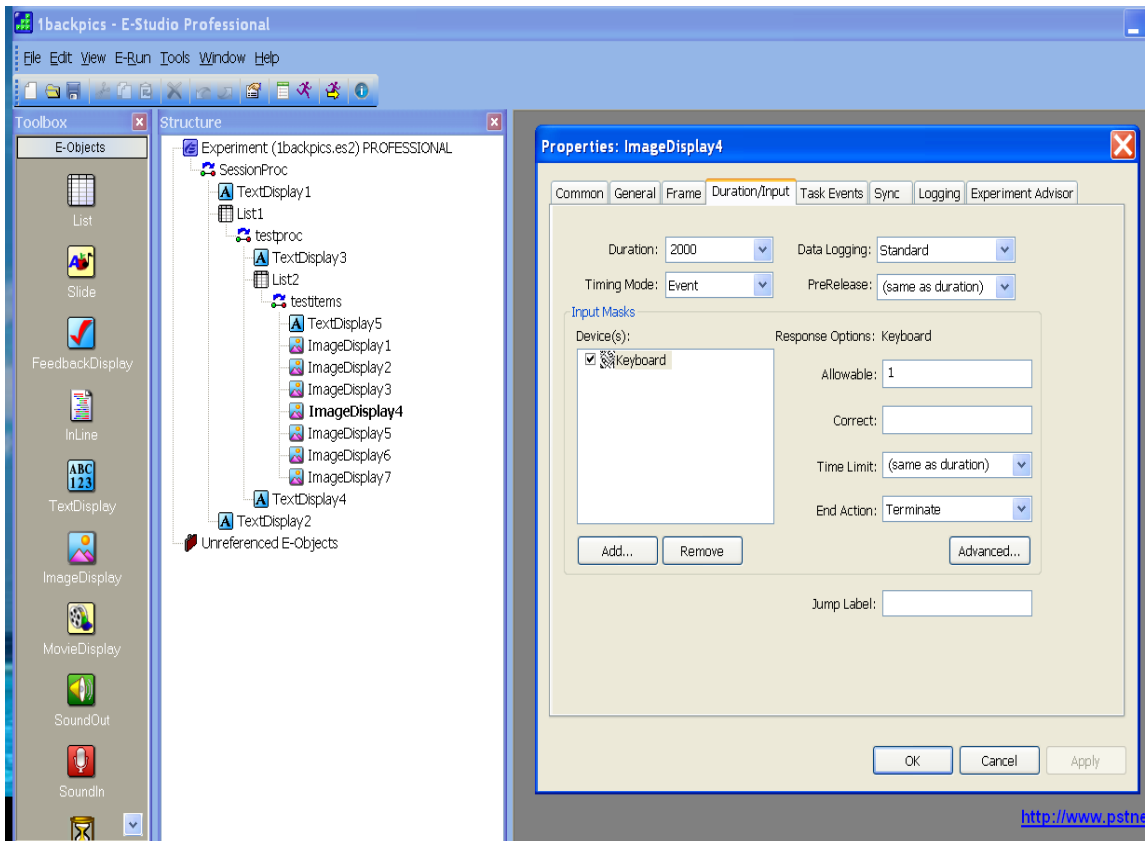 1backpics - E-Studio Professional
File Edit View E-Run Tools Window Help
Toolbox
E-Objects
List
Slide
FeedbackDisplay
InLine
ABC
123
TextDisplay
ImageDisplay
MovieDisplay
SoundOut
SoundIn
Structure
Experiment (1backpics.es2) PROFESSIONAL
SessionProc
A TextDisplay1
List1
testproc
A TextDisplay3
List2
testitems
A TextDisplay5
ImageDisplay1
ImageDisplay2
ImageDisplay3
ImageDisplay4
ImageDisplay5
ImageDisplay6
ImageDisplay7
A TextDisplay4
A TextDisplay2
Unreferenced E-Objects
Properties: ImageDisplay4
Common General Frame Duration/Input Task Events Sync Logging Experiment Advisor
Duration: 2000 Data Logging: Standard
Timing Mode: Event PreRelease: (same as duration)
Input Masks
Device(s): Response Options: Keyboard
Keyboard
Allowable: 1
Correct:
Time Limit: (same as duration)
End Action: Terminate
Add... Remove Advanced...
Jump Label:
OK Cancel Apply
http://www.pstne